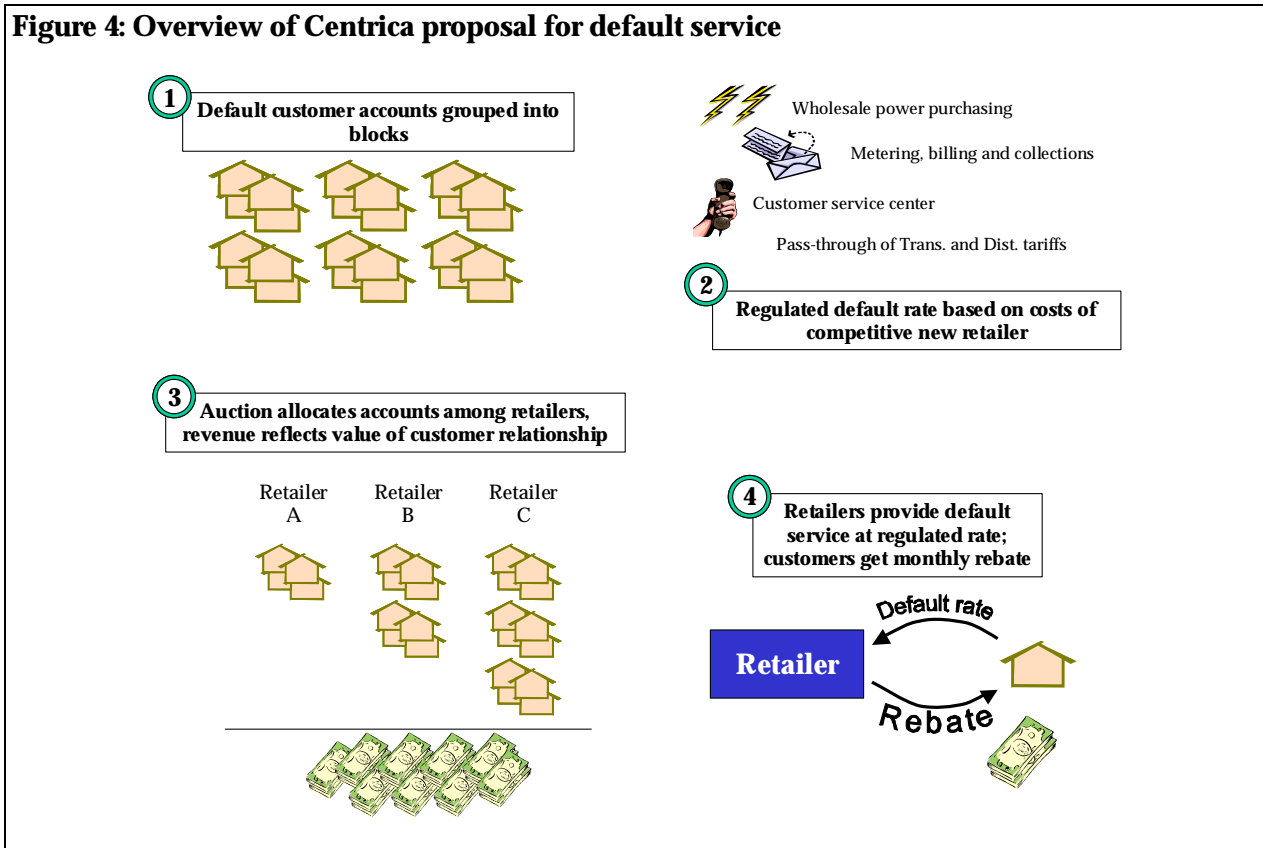 Figure 4: Overview of Centrica proposal for default service
1
Default customer accounts grouped into
blocks
Wholesale power purchasing
Metering, billing and collections
Customer service center
Pass-through of Trans. and Dist. tariffs
2
Regulated default rate based on costs of
competitive new retailer
3
Auction allocates accounts among retailers,
revenue reflects value of customer relationship
Retailer
A
Retailer
B
Retailer
C
4
Retailers provide default
service at regulated rate;
customers get monthly rebate
Default rate
Retailer
Rebate